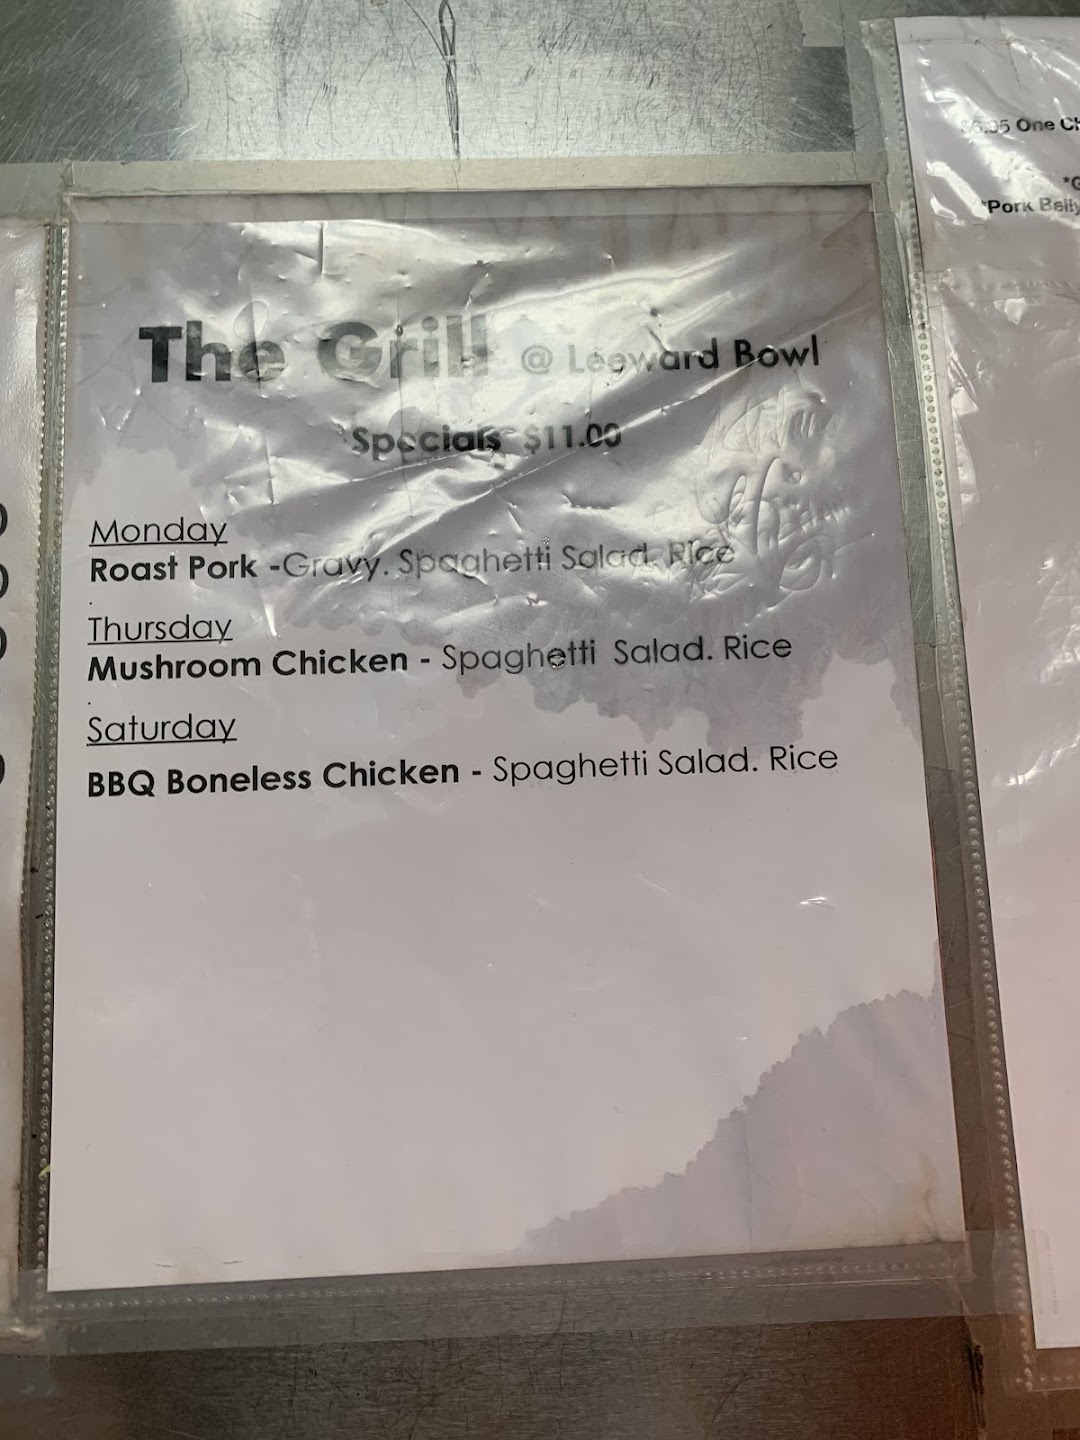 The Grill @ Leeward Bowl
Specials $11.00
Monday
Roast Pork -Gravy. Spaghetti Salad. Rice
.
Thursday
Mushroom Chicken - Spaghetti Salad. Rice
.
Saturday
BBQ Boneless Chicken - Spaghetti Salad. Rice
One
*Pork Belly